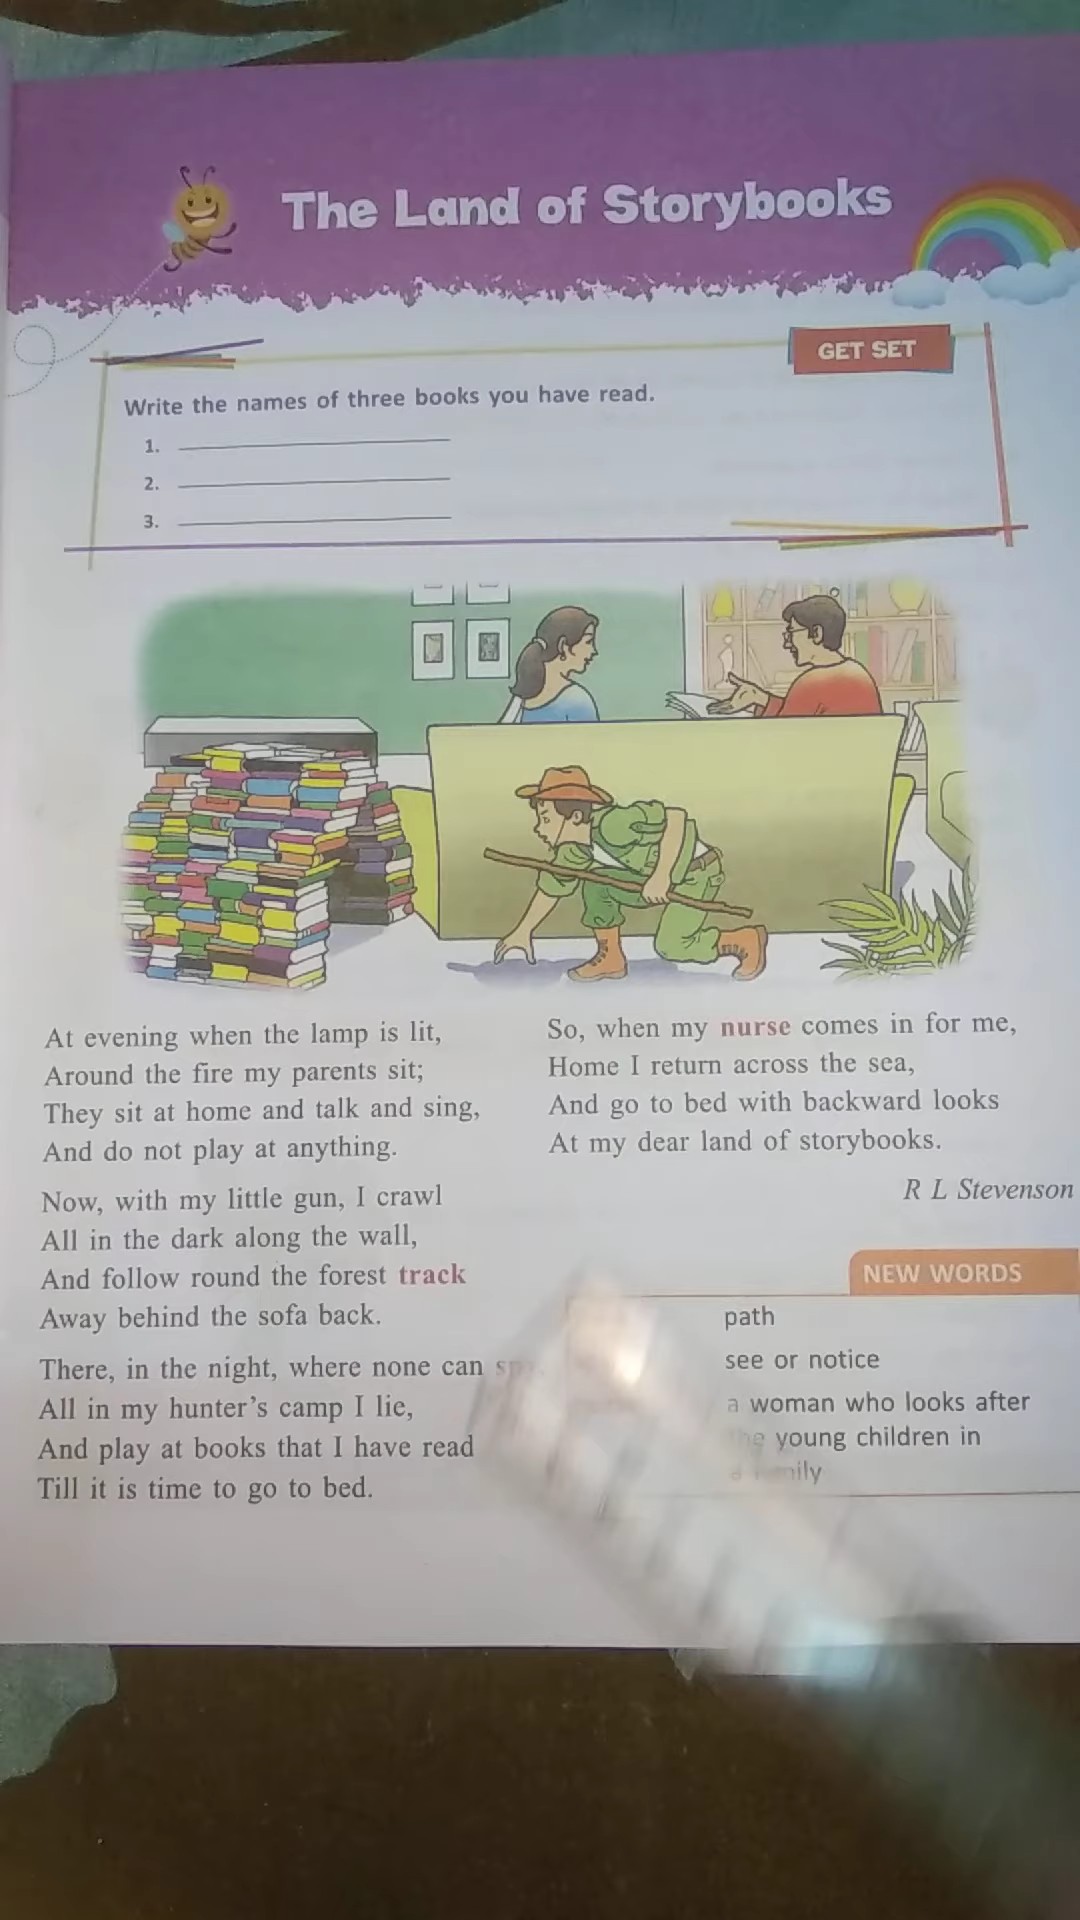 The Land of Storybooks
GET SET
Write the names of three books you have read.
1.
2.
3.
At evening when the lamp is lit,
Around the fire my parents sit;
They sit at home and talk and sing,
And do not play at anything.
Now, with my little gun, I crawl
All in the dark along the wall,
And follow round the forest track
Away behind the sofa back.
There, in the night, where none can
All in my hunter's camp I lie,
And play at books that I have read
Till it is time to go to bed.
So, when my nurse comes in for me,
Home I return across the sea,
And go to bed with backward looks
At my dear land of storybooks.
R L Stevenson
NEW WORDS
path
see or notice
a woman who looks after
the young children in
a family